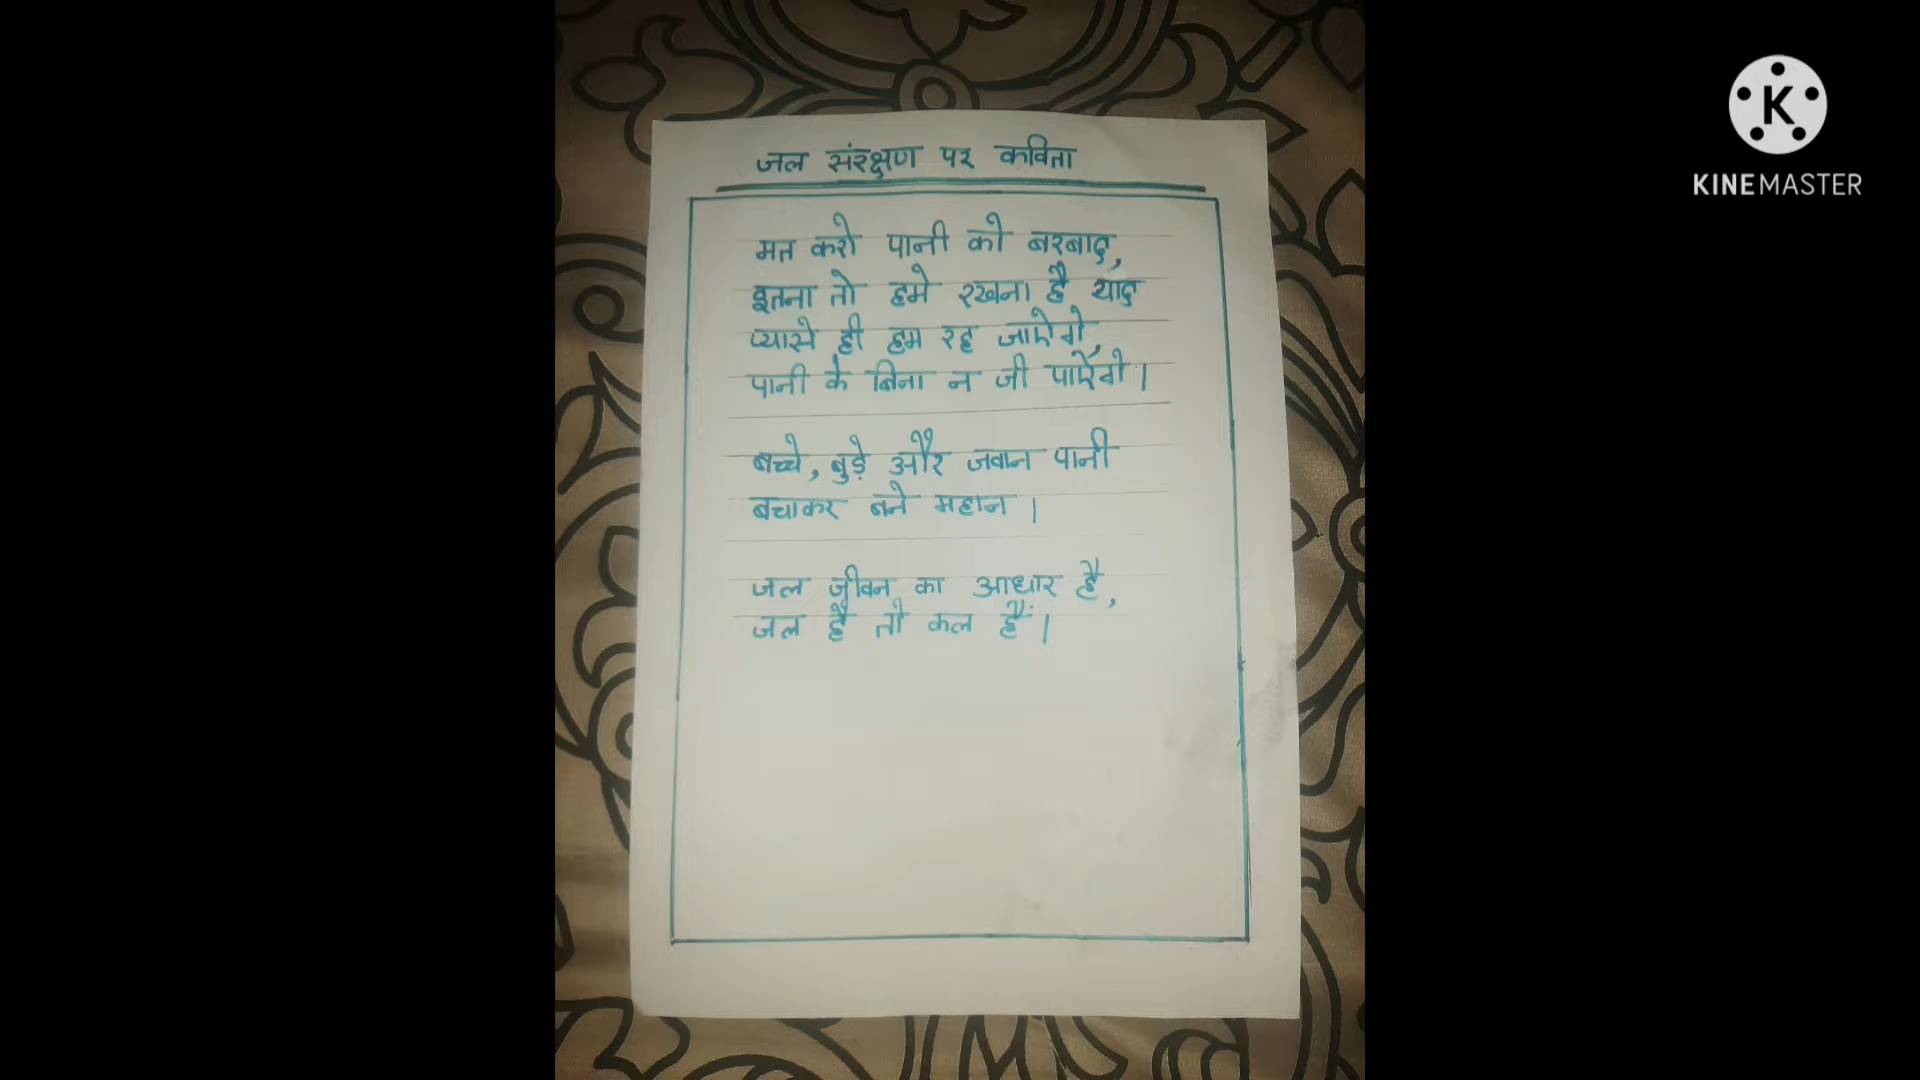 जल संरक्षण पर कविता
मत करो पानी को बरबाद,
इतना तो हमे रखना है याद
प्यासे ही हम रह जाऐगे,
पानी के बिना न जी पाऐंगे।
बच्चे, बुड़े और जवान पानी
बचाकर बने महान।
जल जीवन का आधार है,
जल है तो कल हैं।
K
KINEMASTER